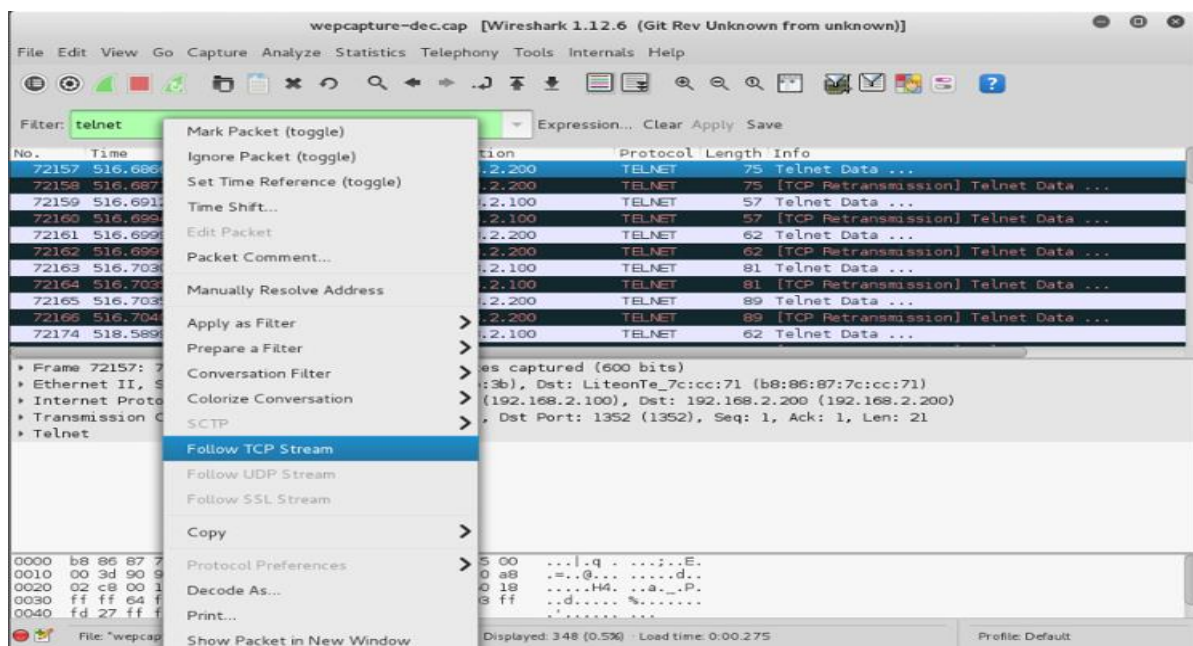 wepcapture-dec.cap [Wireshark 1.12.6 (Git Rev Unknown from unknown)]
File Edit View Go Capture Analyze Statistics Telephony Tools Internals Help
Filter: telnet Expression... Clear Apply Save
No. Time tion Protocol Length Info
72157 516.686 .2.200 TELNET 75 Telnet Data ...
72158 516.687 .2.200 TELNET 75 [TCP Retransmission] Telnet Data ...
72159 516.691 .2.100 TELNET 57 Telnet Data ...
72160 516.699 .2.100 TELNET 57 [TCP Retransmission] Telnet Data ...
72161 516.699 .2.200 TELNET 62 Telnet Data ...
72162 516.699 .2.200 TELNET 62 [TCP Retransmission] Telnet Data ...
72163 516.703 .2.100 TELNET 81 Telnet Data ...
72164 516.703 .2.100 TELNET 81 [TCP Retransmission] Telnet Data ...
72165 516.703 .2.200 TELNET 89 Telnet Data ...
72166 516.704 .2.200 TELNET 89 [TCP Retransmission] Telnet Data ...
72174 518.589 .2.100 TELNET 62 Telnet Data ...
Mark Packet (toggle)
Ignore Packet (toggle)
Set Time Reference (toggle)
Time Shift...
Edit Packet
Packet Comment...
Manually Resolve Address
Apply as Filter
Prepare a Filter
Conversation Filter
Colorize Conversation
SCTP
Follow TCP Stream
Follow UDP Stream
Follow SSL Stream
Copy
Protocol Preferences
Decode As...
Print...
Show Packet in New Window
Frame 72157: 7 es captured (600 bits)
Ethernet II, S :3b), Dst: LiteonTe_7c:cc:71 (b8:86:87:7c:cc:71)
Internet Proto (192.168.2.100), Dst: 192.168.2.200 (192.168.2.200)
Transmission C , Dst Port: 1352 (1352), Seq: 1, Ack: 1, Len: 21
Telnet
0000 b8 86 87 7 5 00 ...|.q . ...;..E.
0010 00 3d 90 9 0 a8 .=..@... .....d..
0020 02 c8 00 1 0 18 .....H4. ..a._.P.
0030 ff ff 64 f 3 ff ..d..... %.......
0040 fd 27 ff f
File: "wepcap Displayed: 348 (0.5%) · Load time: 0:00.275 Profile: Default